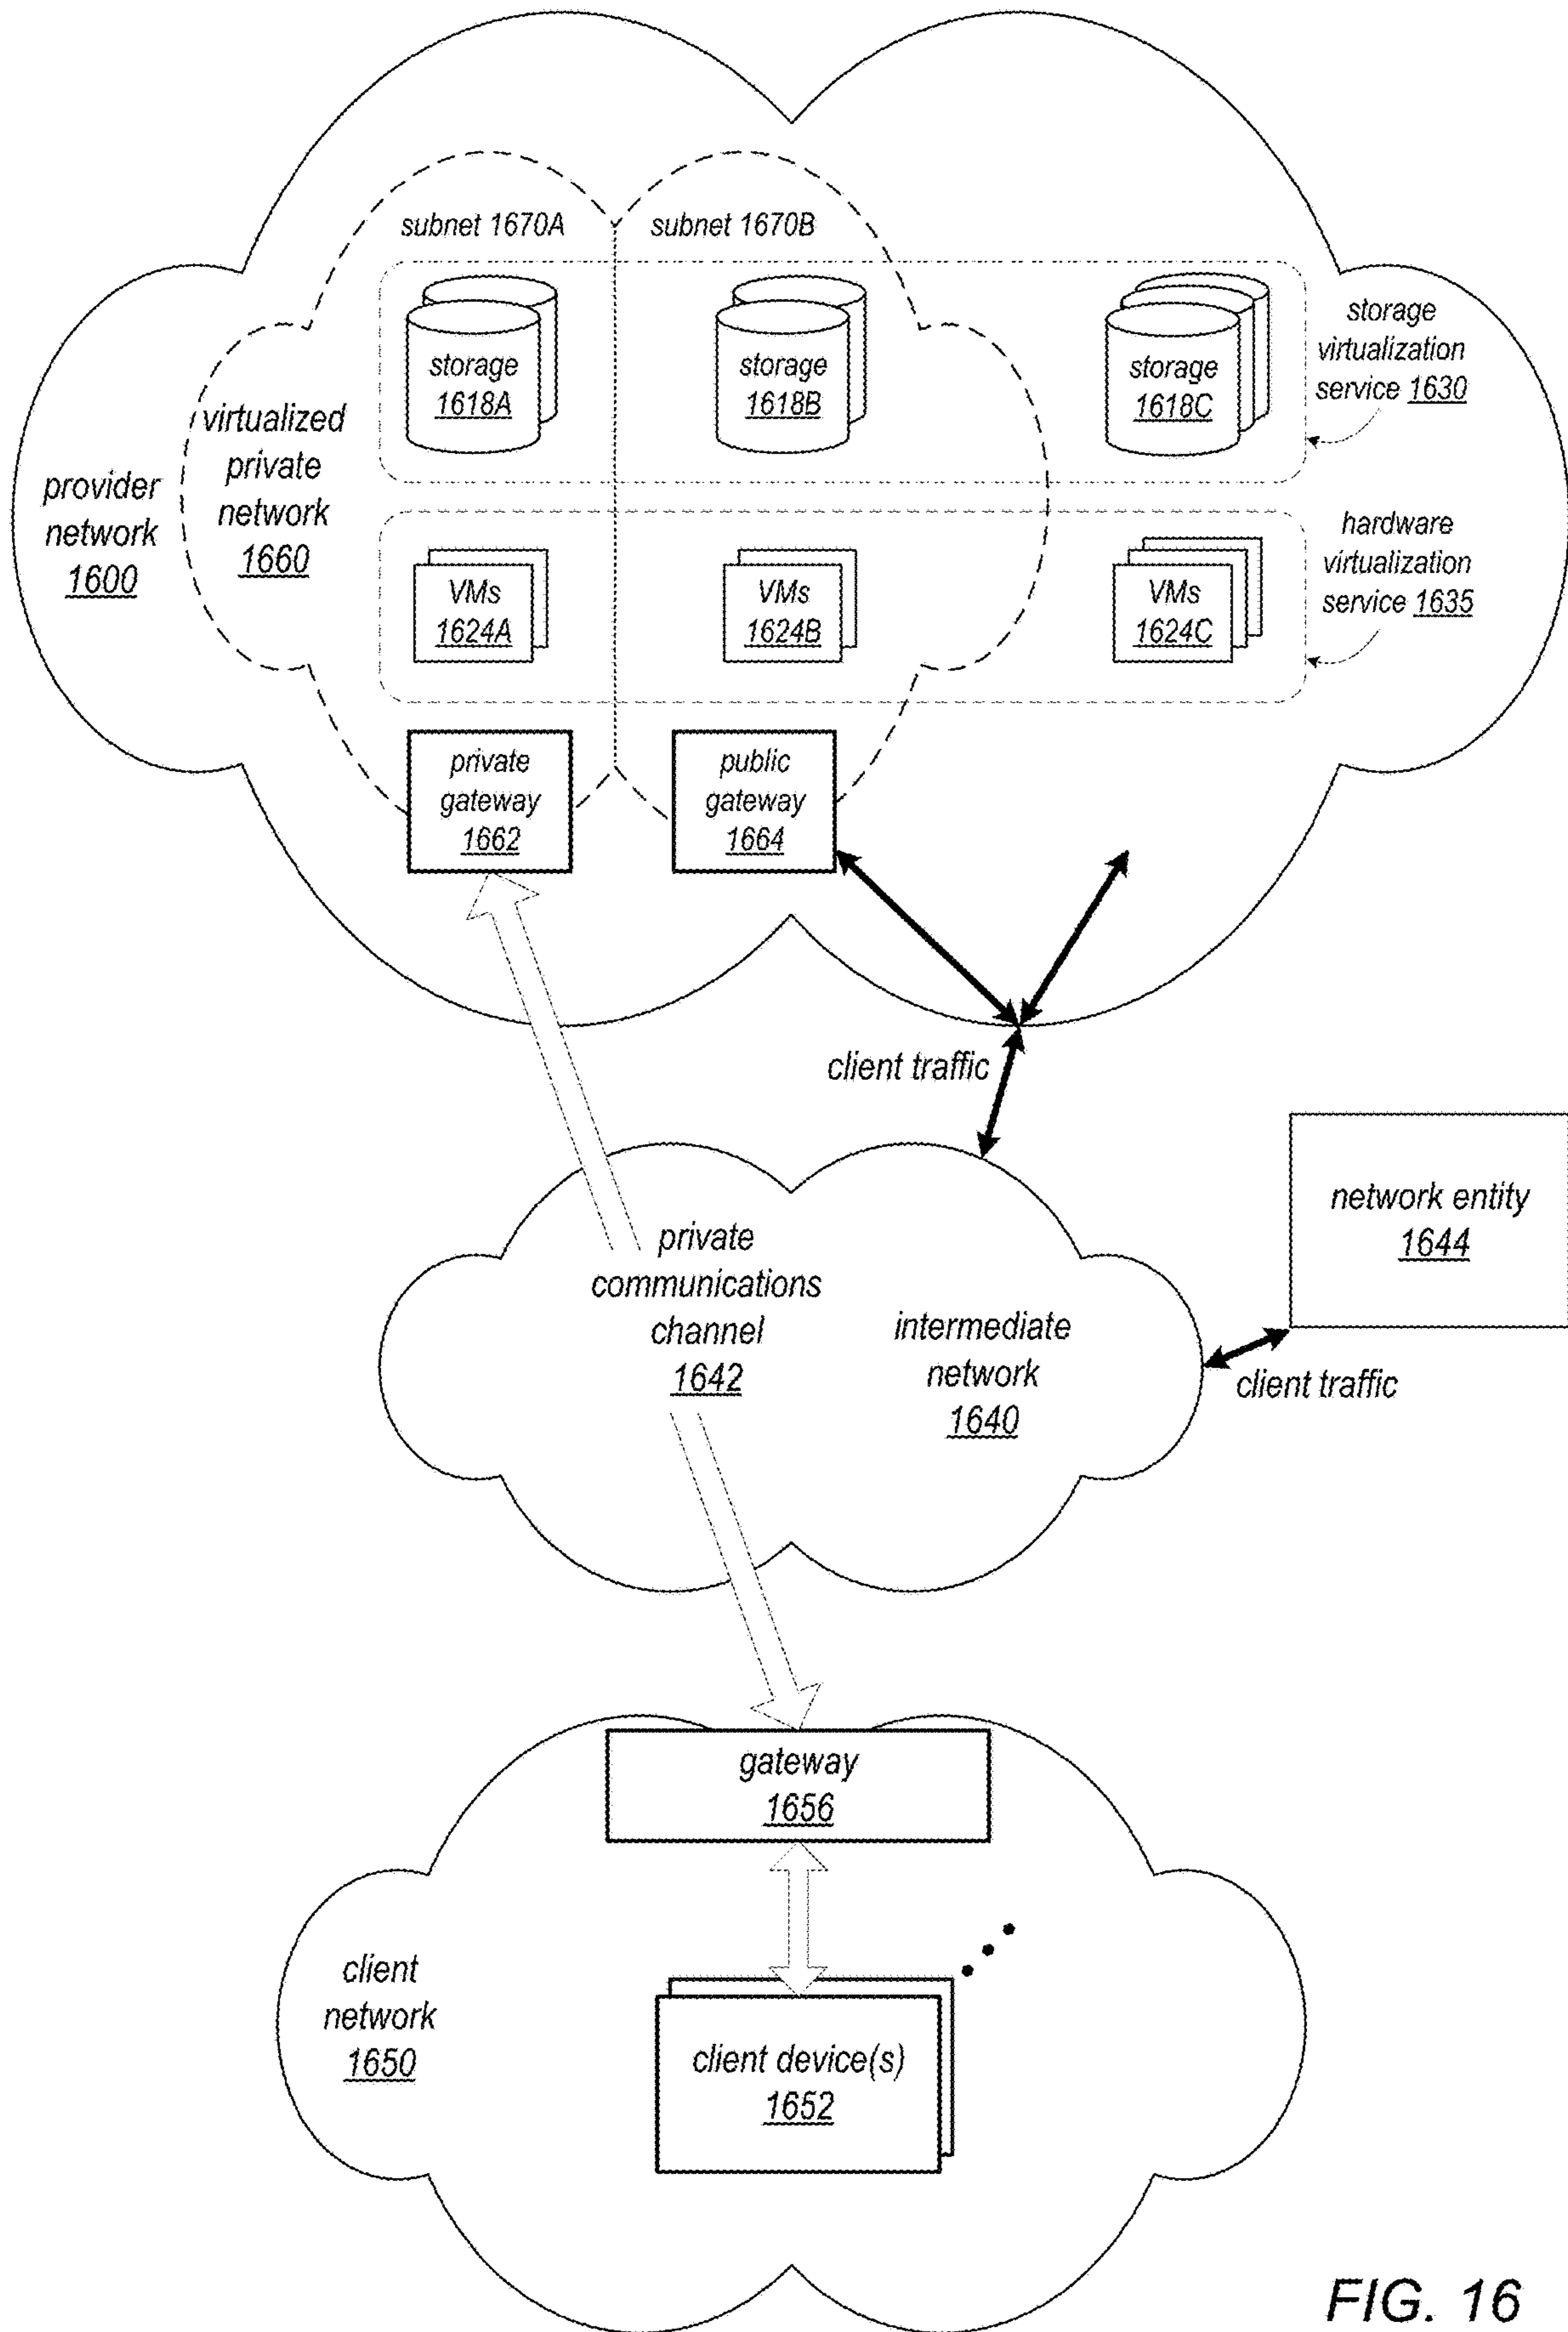 subnet 1670A
subnet 1670B
storage
1618A
storage
1618B
storage
1618C
storage
virtualization
service 1630
provider
network
1600
virtualized
private
network
1660
VMs
1624A
VMs
1624B
VMs
1624C
hardware
virtualization
service 1635
private
gateway
1662
public
gateway
1664
client traffic
network entity
1644
private
communications
channel
1642
intermediate
network
1640
client traffic
gateway
1656
client
network
1650
client device(s)
1652
FIG. 16